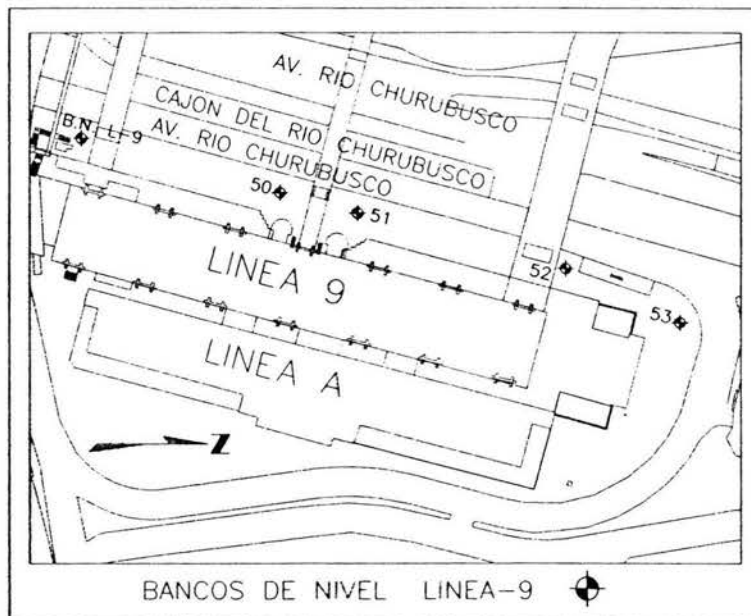 AV. RIO CHURUBUSCO
CAJON DEL RIO CHURUBUSCO
AV. RIO CHURUBUSCO
B.N. L-9
50
51
LINEA 9
52
53
LINEA A
N
BANCOS DE NIVEL LINEA-9